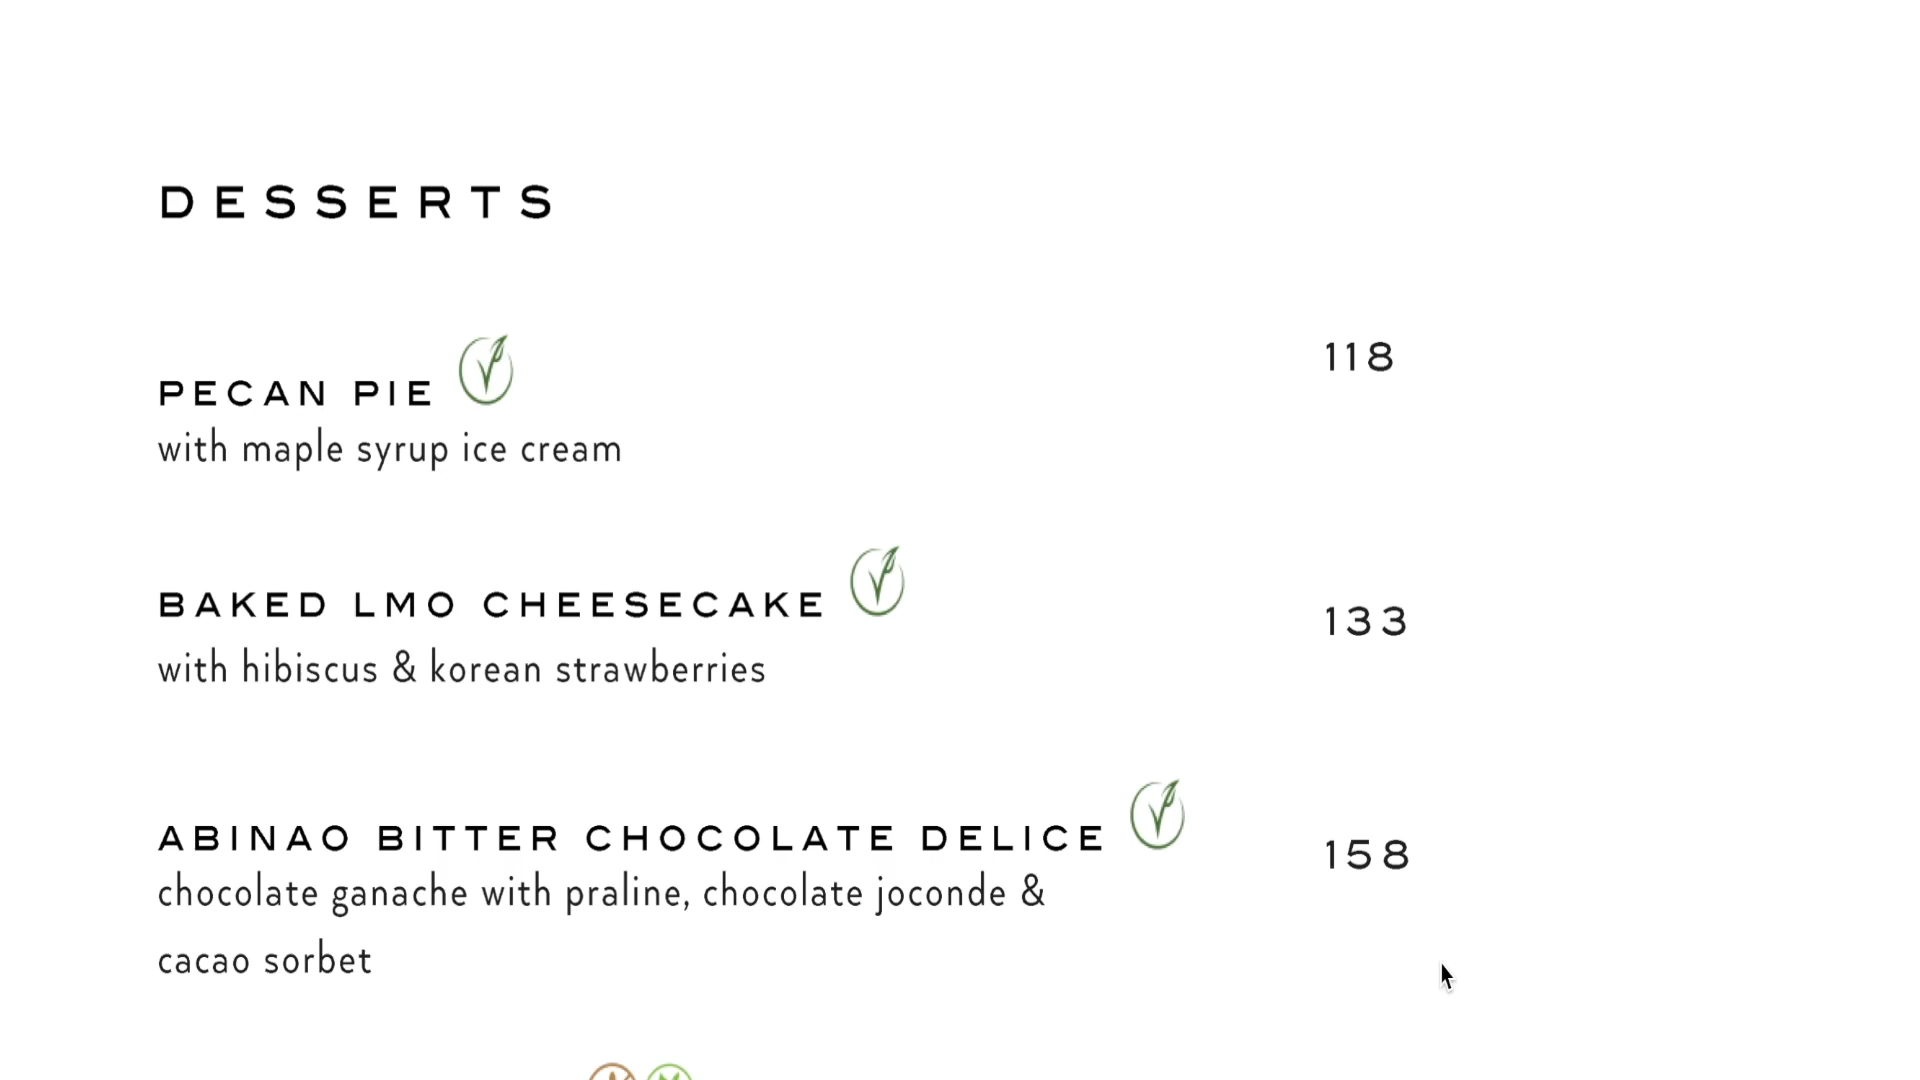 DESSERTS
PECAN PIE
118
with maple syrup ice cream
BAKED LMO CHEESECAKE
133
with hibiscus & korean strawberries
ABINAO BITTER CHOCOLATE DELICE
158
chocolate ganache with praline, chocolate joconde &
cacao sorbet